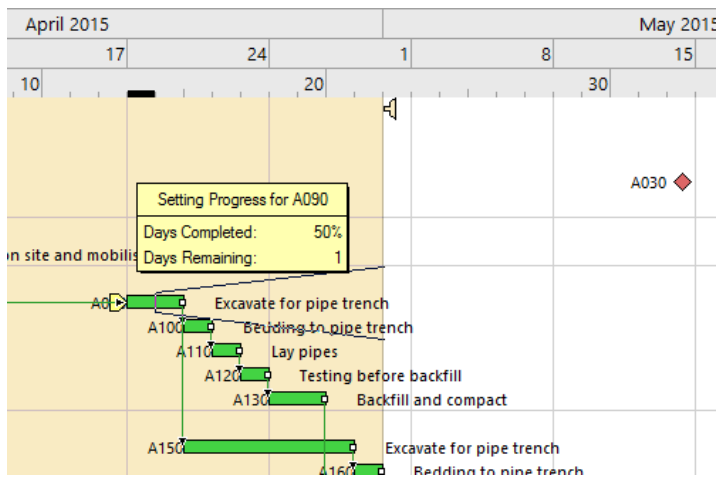 April 2015 May 2015
17 24 1 8 15
10 20 30
A030
Setting Progress for A090
Days Completed: 50%
Days Remaining: 1
on site and mobilis
A0 Excavate for pipe trench
A100 Bedding to pipe trench
A110 Lay pipes
A120 Testing before backfill
A130 Backfill and compact
A150 Excavate for pipe trench
A160 Bedding to pipe trench